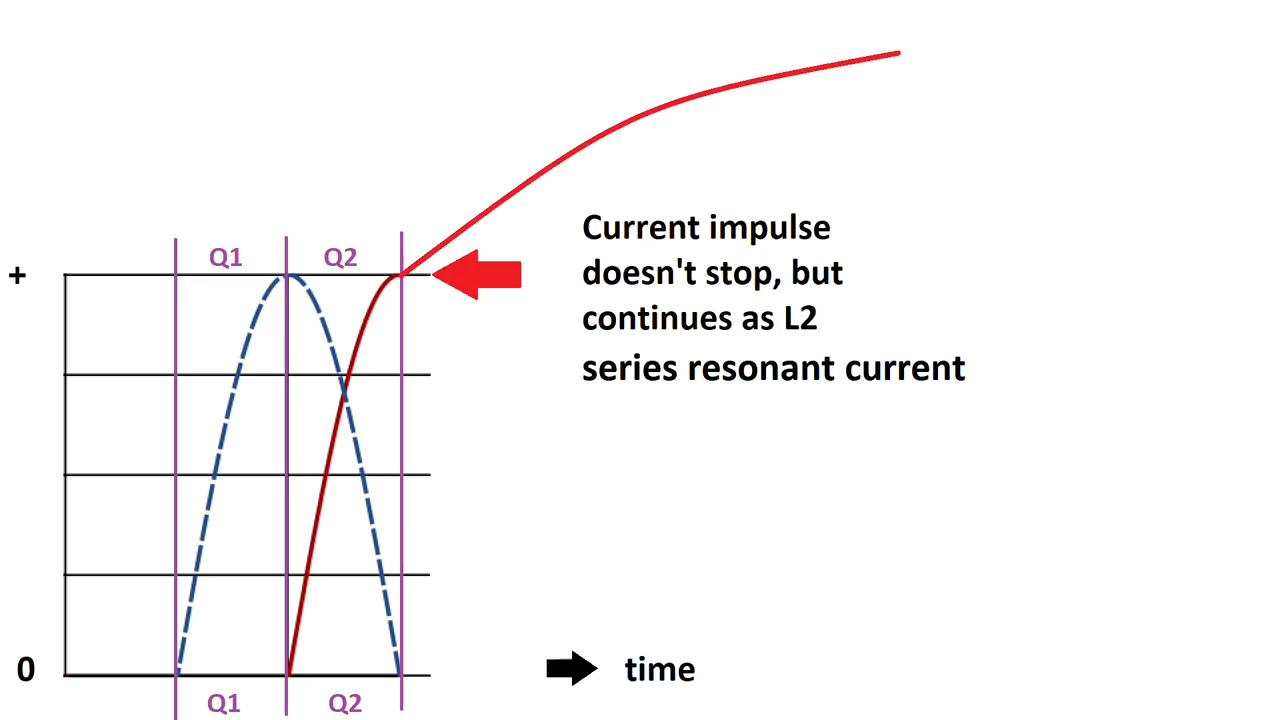 Q1 Q2
+
Current impulse
doesn't stop, but
continues as L2
series resonant current
0
time
Q1 Q2